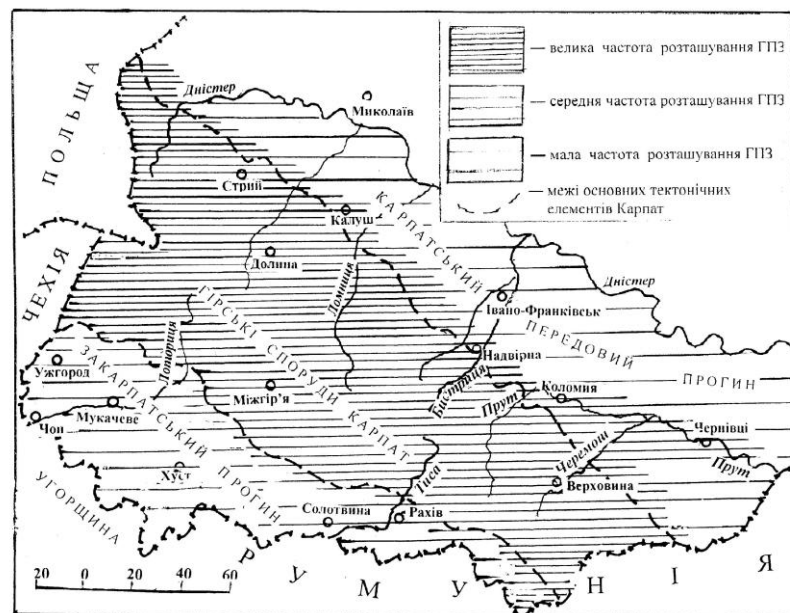 велика частота розташування ГПЗ
середня частота розташування ГПЗ
мала частота розташування ГПЗ
межі основних тектонічних
елементів Карпат
ПОЛЬЩА
ЧЕХІЯ
УГОРЩИНА
РУМУНІЯ
Дністер
Миколаїв
Стрий
Калуш
Долина
КАРПАТСЬКИЙ
ПЕРЕДОВИЙ
ПРОГИН
Ломниця
Дністер
Івано-Франківськ
Надвірна
ГІРСЬКІ СПОРУДИ КАРПАТ
Латориця
ЗАКАРПАТСЬКИЙ ПРОГИН
Ужгород
Мукачеве
Чоп
Міжгір'я
Бистриця
Прут
Коломия
Чернівці
Прут
Черемош
Верховина
Хуст
Тиса
Солотвина
Рахів
20 0 20 40 60